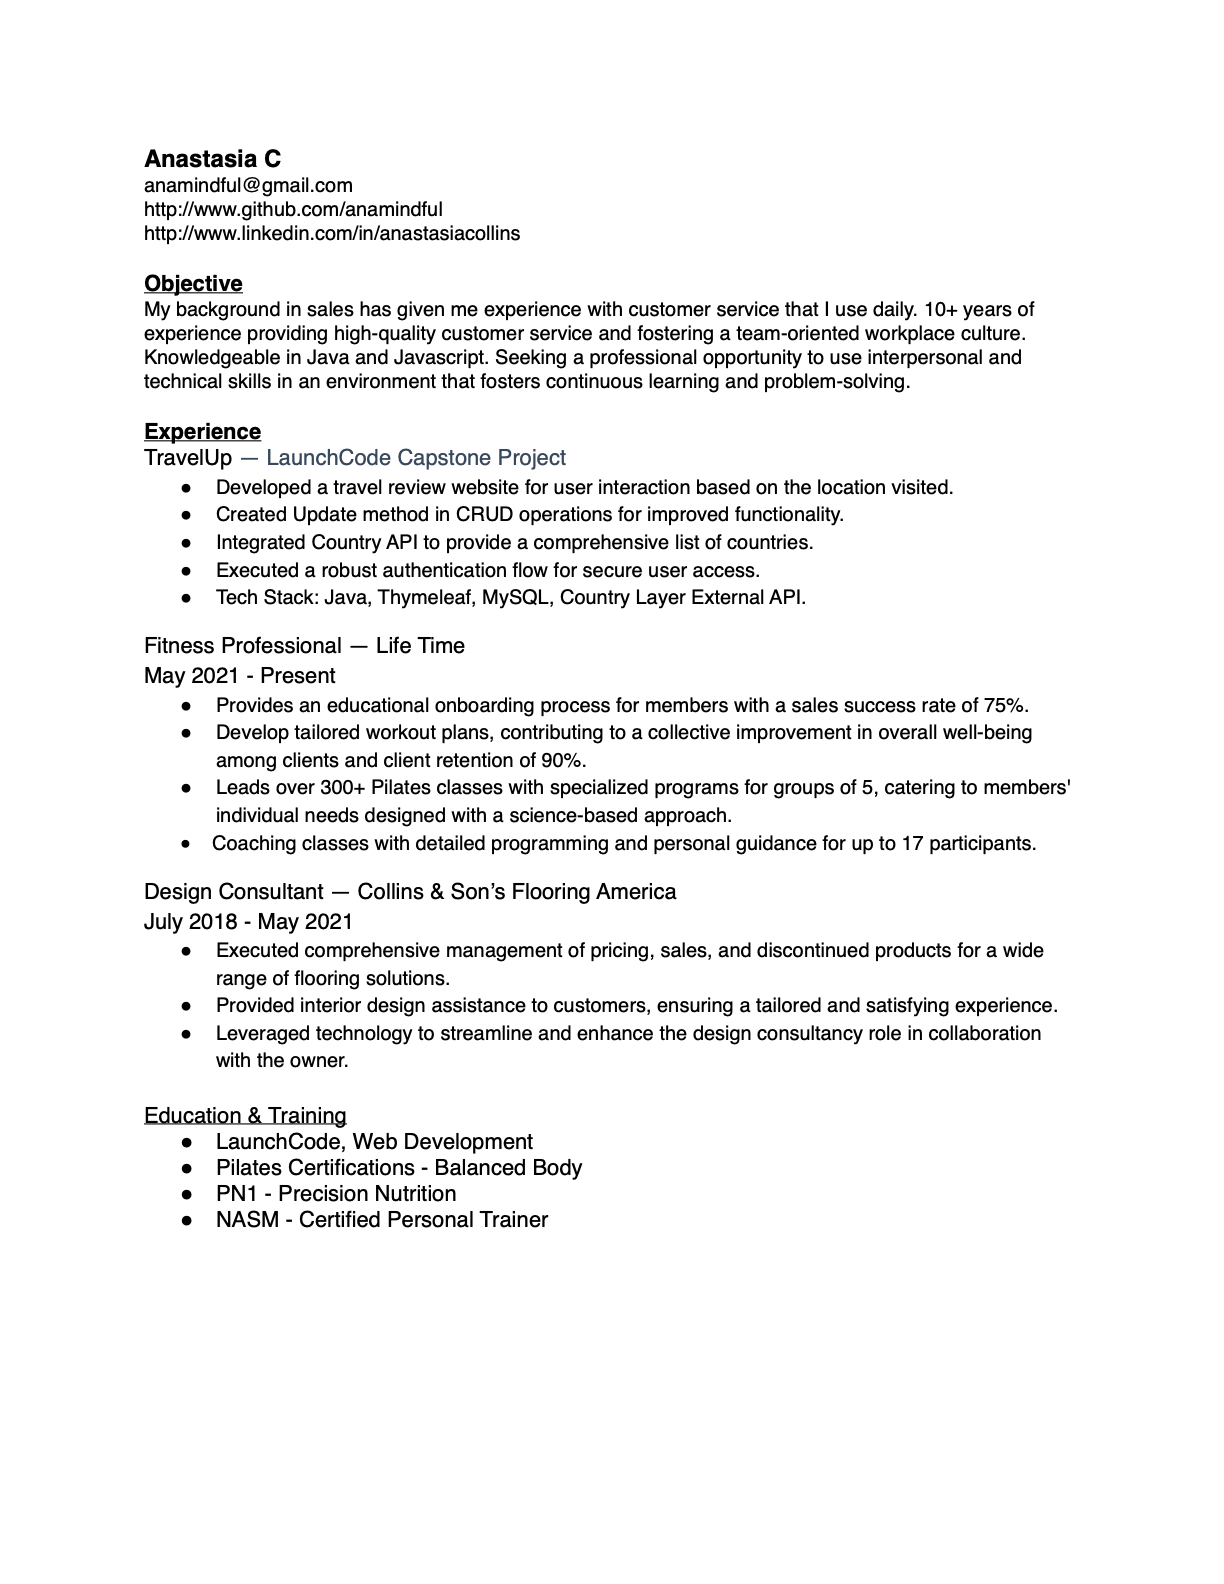 Anastasia C
anamindful@gmail.com
http://www.github.com/anamindful
http://www.linkedin.com/in/anastasiacollins
Objective
My background in sales has given me experience with customer service that I use daily. 10+ years of
experience providing high-quality customer service and fostering a team-oriented workplace culture.
Knowledgeable in Java and Javascript. Seeking a professional opportunity to use interpersonal and
technical skills in an environment that fosters continuous learning and problem-solving.
Experience
TravelUp — LaunchCode Capstone Project
● Developed a travel review website for user interaction based on the location visited.
● Created Update method in CRUD operations for improved functionality.
● Integrated Country API to provide a comprehensive list of countries.
● Executed a robust authentication flow for secure user access.
● Tech Stack: Java, Thymeleaf, MySQL, Country Layer External API.
Fitness Professional — Life Time
May 2021 - Present
● Provides an educational onboarding process for members with a sales success rate of 75%.
● Develop tailored workout plans, contributing to a collective improvement in overall well-being
among clients and client retention of 90%.
● Leads over 300+ Pilates classes with specialized programs for groups of 5, catering to members'
individual needs designed with a science-based approach.
● Coaching classes with detailed programming and personal guidance for up to 17 participants.
Design Consultant — Collins & Son’s Flooring America
July 2018 - May 2021
● Executed comprehensive management of pricing, sales, and discontinued products for a wide
range of flooring solutions.
● Provided interior design assistance to customers, ensuring a tailored and satisfying experience.
● Leveraged technology to streamline and enhance the design consultancy role in collaboration
with the owner.
Education & Training
● LaunchCode, Web Development
● Pilates Certifications - Balanced Body
● PN1 - Precision Nutrition
● NASM - Certified Personal Trainer